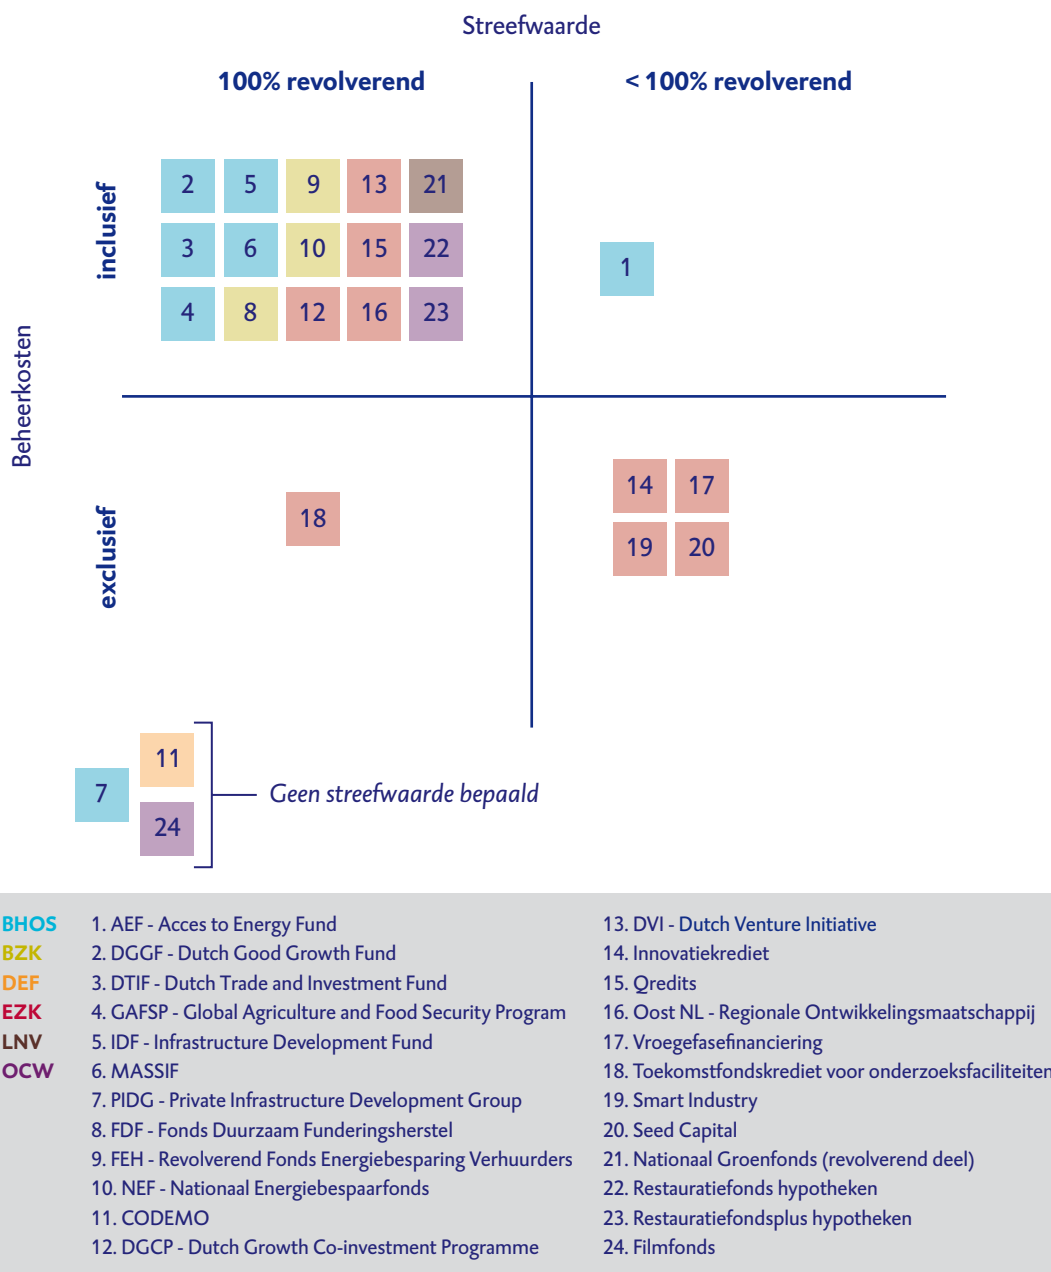 Streefwaarde
100% revolverend
< 100% revolverend
Beheerkosten
inclusief
2 5 9 13 21
3 6 10 15 22
4 8 12 16 23
1
exclusief
18
14 17
19 20
7
11
24
Geen streefwaarde bepaald
BHOS
BZK
DEF
EZK
LNV
OCW
1. AEF - Acces to Energy Fund
2. DGGF - Dutch Good Growth Fund
3. DTIF - Dutch Trade and Investment Fund
4. GAFSP - Global Agriculture and Food Security Program
5. IDF - Infrastructure Development Fund
6. MASSIF
7. PIDG - Private Infrastructure Development Group
8. FDF - Fonds Duurzaam Funderingsherstel
9. FEH - Revolverend Fonds Energiebesparing Verhuurders
10. NEF - Nationaal Energiebespaarfonds
11. CODEMO
12. DGCP - Dutch Growth Co-investment Programme
13. DVI - Dutch Venture Initiative
14. Innovatiekrediet
15. Qredits
16. Oost NL - Regionale Ontwikkelingsmaatschappij
17. Vroegefasefinanciering
18. Toekomstfondskrediet voor onderzoeksfaciliteiten
19. Smart Industry
20. Seed Capital
21. Nationaal Groenfonds (revolverend deel)
22. Restauratiefonds hypotheken
23. Restauratiefondsplus hypotheken
24. Filmfonds